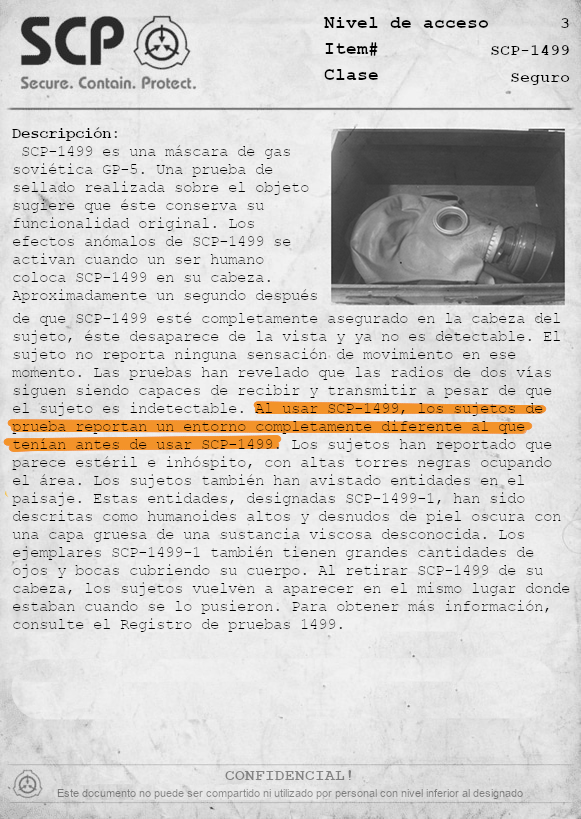 SCP
Secure. Contain. Protect.
Nivel de acceso 3
Item# SCP-1499
Clase Seguro
Descripción:
SCP-1499 es una máscara de gas
soviética GP-5. Una prueba de
sellado realizada sobre el objeto
sugiere que éste conserva su
funcionalidad original. Los
efectos anómalos de SCP-1499 se
activan cuando un ser humano
coloca SCP-1499 en su cabeza.
Aproximadamente un segundo después
de que SCP-1499 esté completamente asegurado en la cabeza del
sujeto, éste desaparece de la vista y ya no es detectable. El
sujeto no reporta ninguna sensación de movimiento en ese
momento. Las pruebas han revelado que las radios de dos vías
siguen siendo capaces de recibir y transmitir a pesar de que
el sujeto es indetectable. Al usar SCP-1499, los sujetos de
prueba reportan un entorno completamente diferente al que
tenian antes de usar SCP-1499. Los sujetos han reportado que
parece estéril e inhóspito, con altas torres negras ocupando
el área. Los sujetos también han avistado entidades en el
paisaje. Estas entidades, designadas SCP-1499-1, han sido
descritas como humanoides altos y desnudos de piel oscura con
una capa gruesa de una sustancia viscosa desconocida. Los
ejemplares SCP-1499-1 también tienen grandes cantidades de
ojos y bocas cubriendo su cuerpo. Al retirar SCP-1499 de su
cabeza, los sujetos vuelven a aparecer en el mismo lugar donde
estaban cuando se lo pusieron. Para obtener más información,
consulte el Registro de pruebas 1499.
CONFIDENCIAL!
Este documento no puede ser compartido ni utilizado por personal con nivel inferior al designado